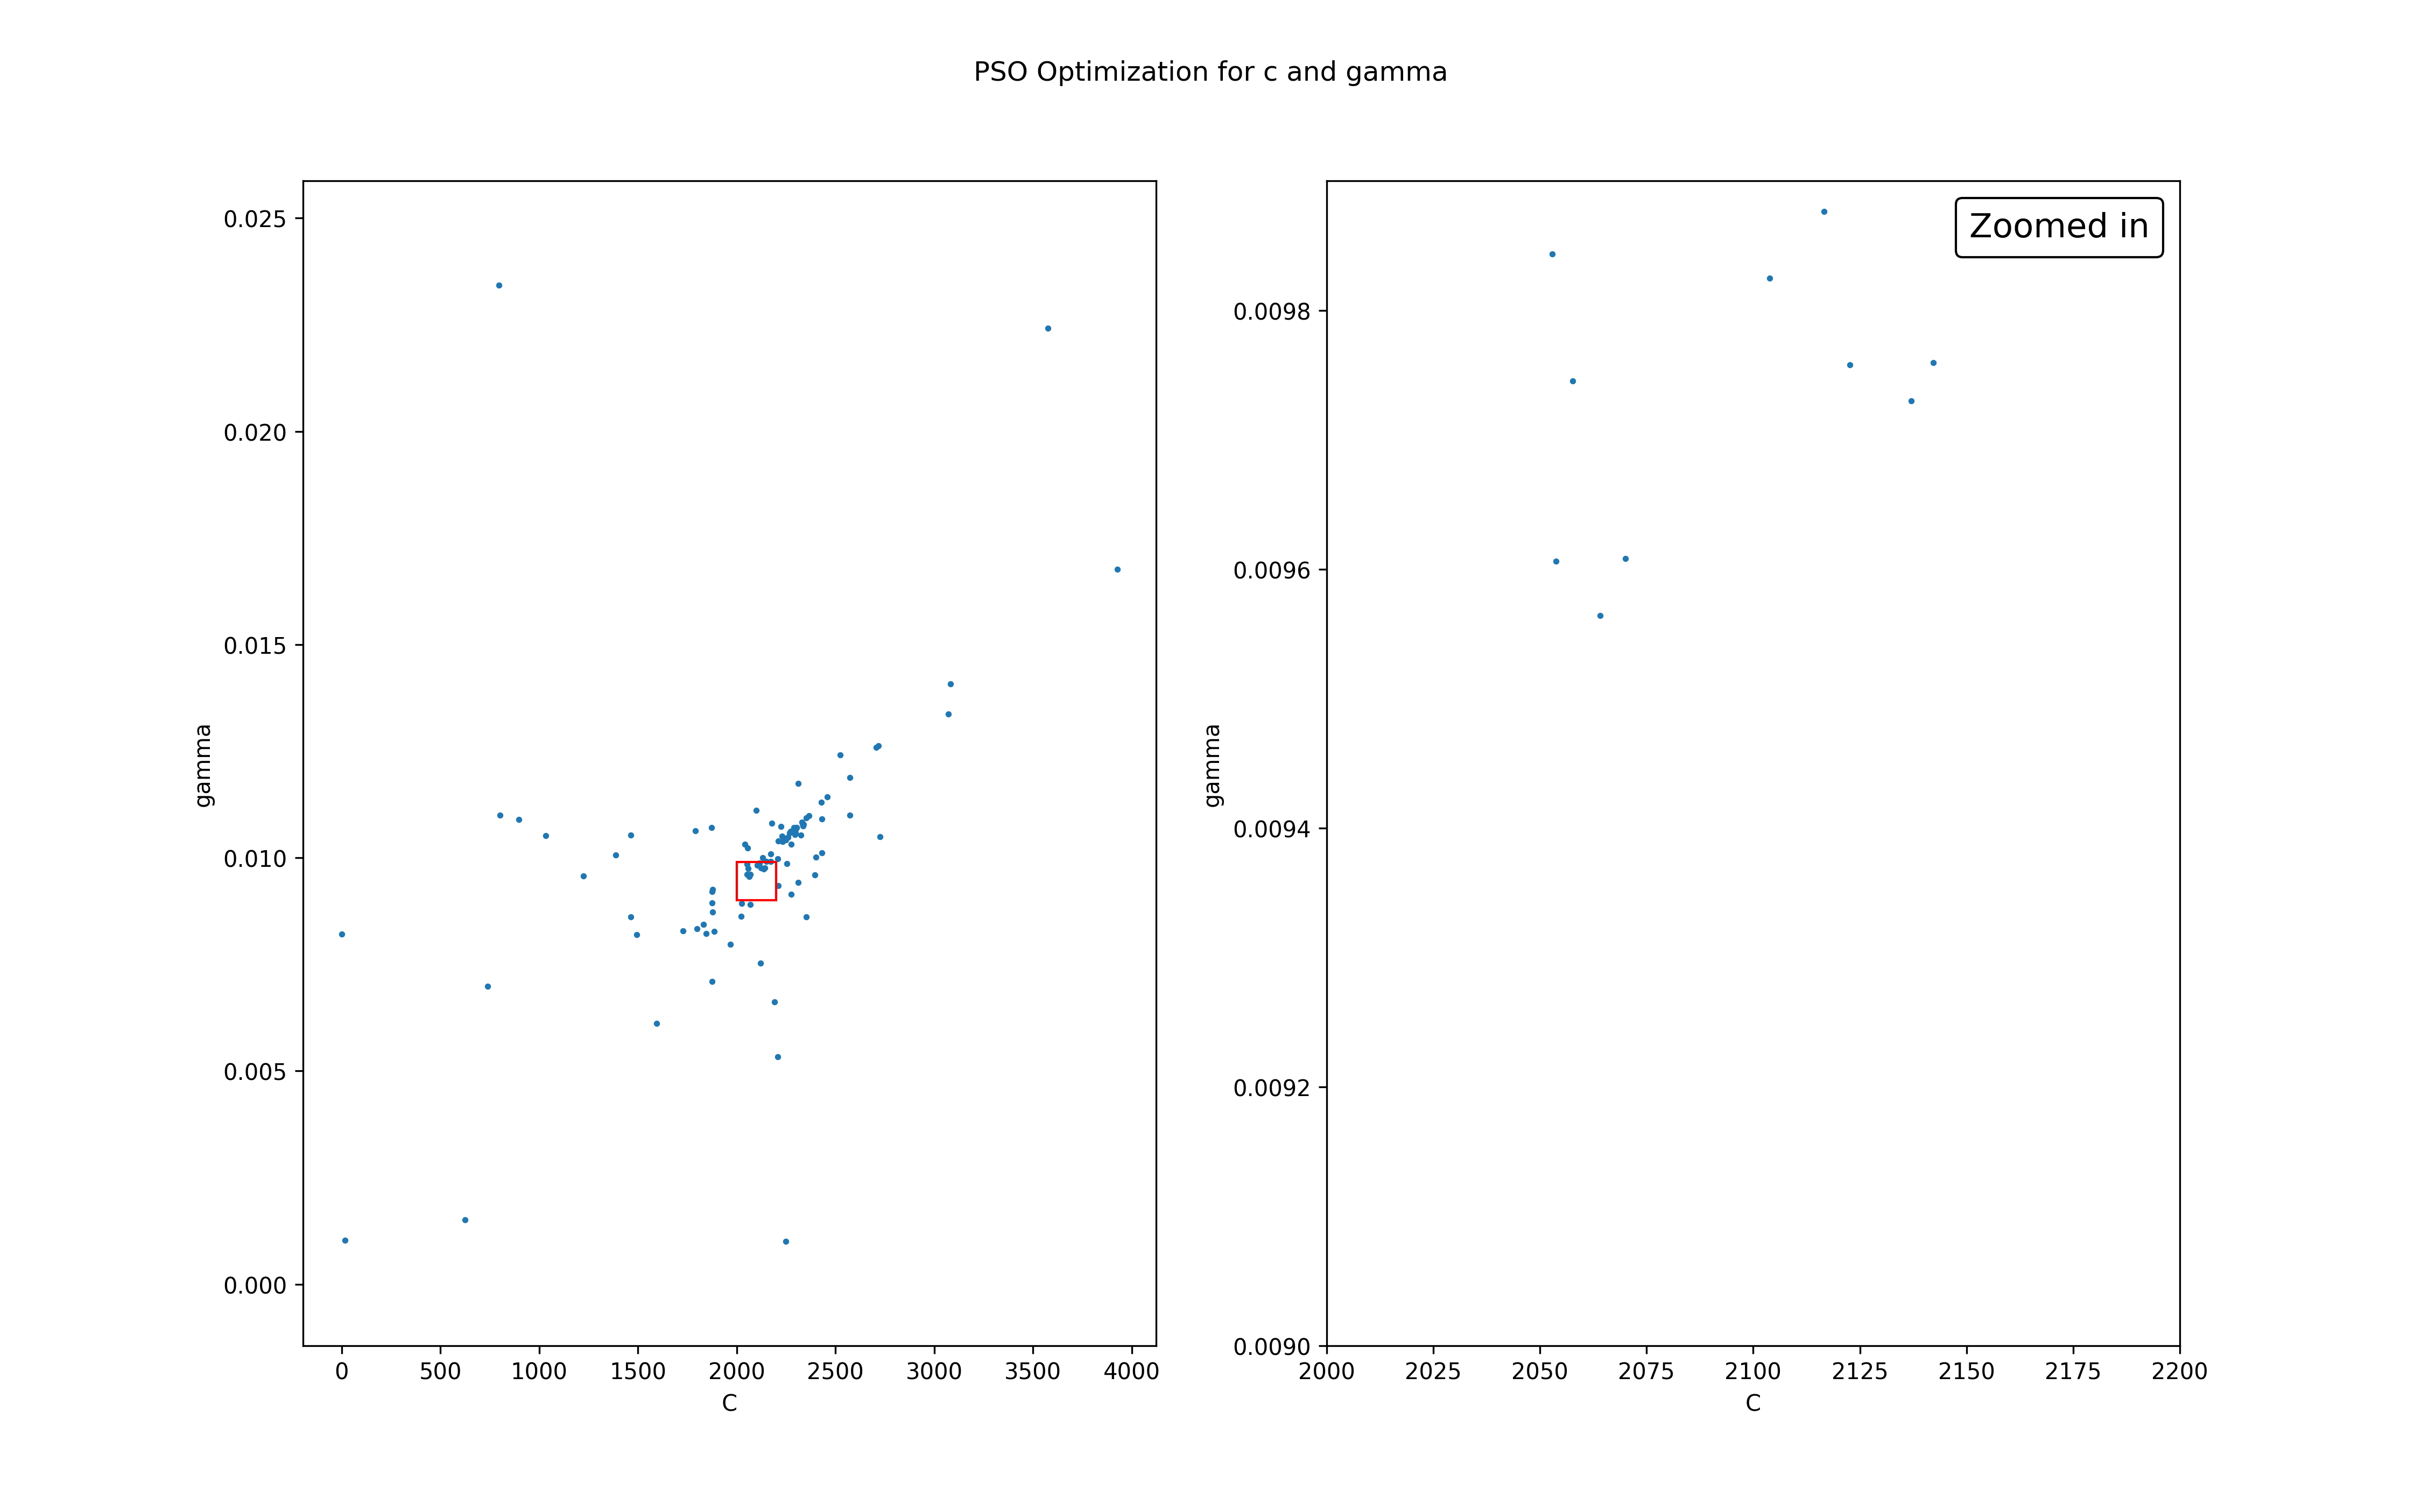 PSO Optimization for c and gamma
0.025
0.020
0.015
0.010
0.005
0.000
gamma
0 500 1000 1500 2000 2500 3000 3500 4000
C
Zoomed in
0.0098
0.0096
0.0094
0.0092
0.0090
gamma
2000 2025 2050 2075 2100 2125 2150 2175 2200
C